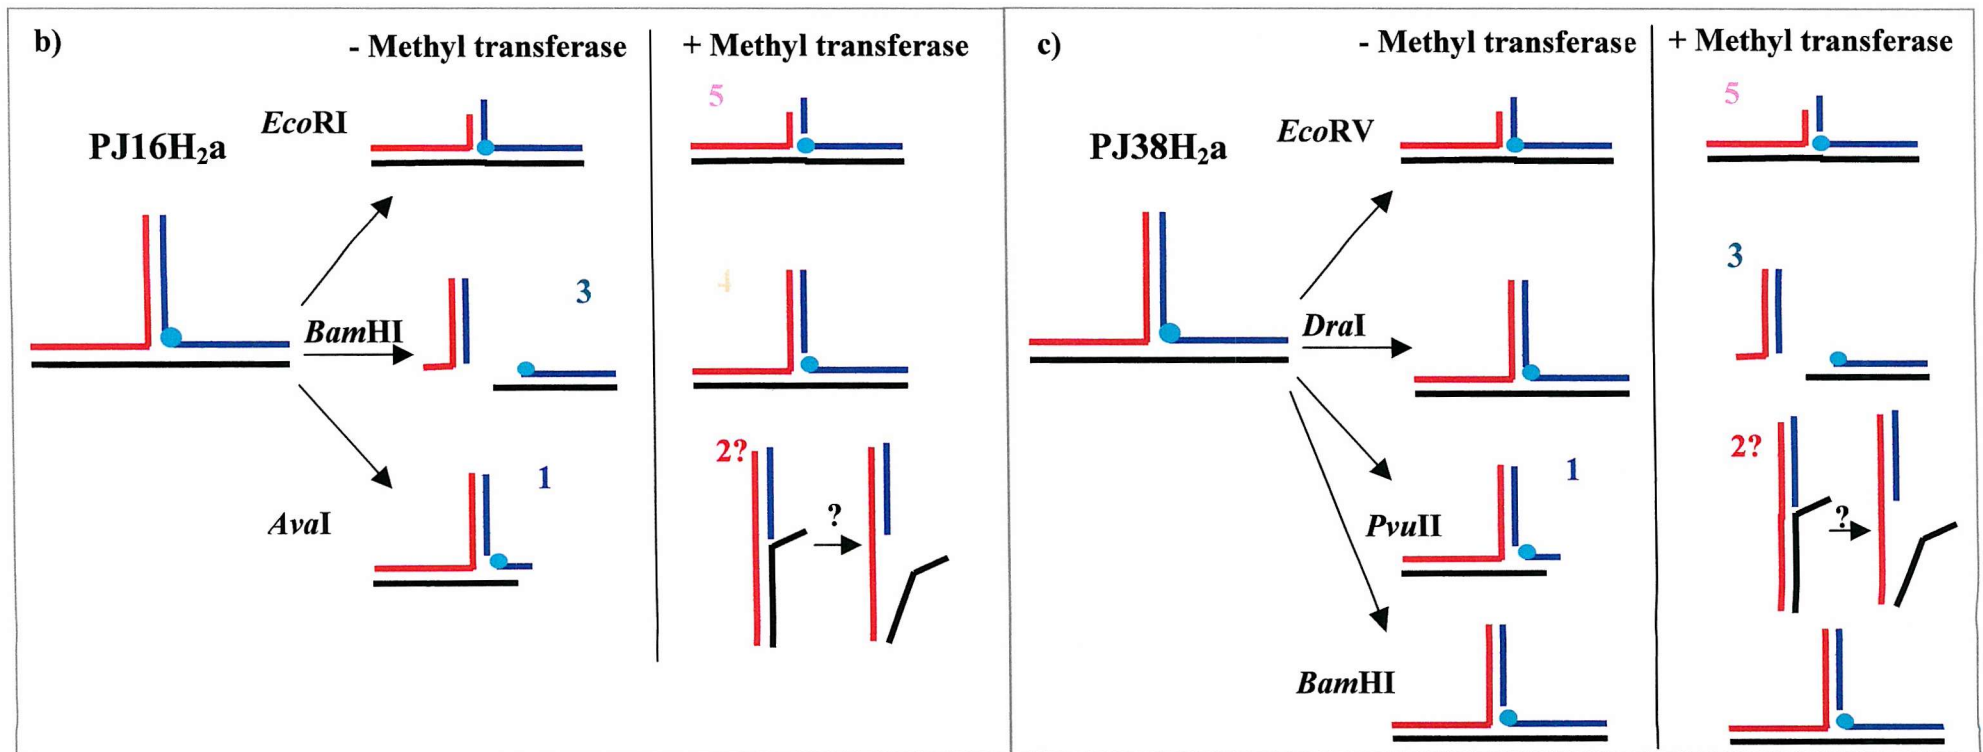 b)
- Methyl transferase
+ Methyl transferase
PJ16H₂a
EcoRI
5
BamHI
3
4
AvaI
1
2?
?
c)
- Methyl transferase
+ Methyl transferase
PJ38H₂a
EcoRV
5
DraI
3
PvuII
1
2?
?
BamHI